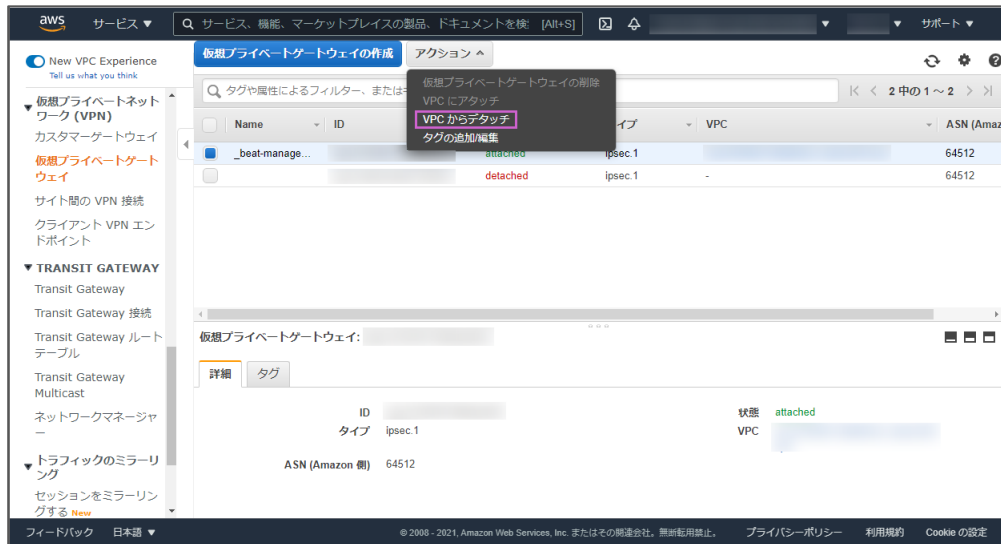 aws サービス ▼ サービス、機能、マーケットプレイスの製品、ドキュメントを検 [Alt+S] サポート ▼
New VPC Experience
Tell us what you think
仮想プライベートネットワーク (VPN)
カスタマーゲートウェイ
仮想プライベートゲートウェイ
サイト間の VPN 接続
クライアント VPN エンドポイント
TRANSIT GATEWAY
Transit Gateway
Transit Gateway 接続
Transit Gateway ルートテーブル
Transit Gateway Multicast
ネットワークマネージャー
トラフィックのミラーリング
セッションをミラーリングする New
仮想プライベートゲートウェイの作成 アクション
仮想プライベートゲートウェイの削除
VPC にアタッチ
VPC からデタッチ
タグの追加/編集
タグや属性によるフィルター、または 2 中の 1 ~ 2
Name ID イプ VPC ASN (Amaz
_beat-manage... attached ipsec.1 64512
detached ipsec.1 - 64512
仮想プライベートゲートウェイ:
詳細 タグ
ID 状態 attached
タイプ ipsec.1 VPC
ASN (Amazon 側) 64512
フィードバック 日本語 ▼ © 2008 - 2021, Amazon Web Services, Inc. またはその関連会社。無断転用禁止。 プライバシーポリシー 利用規約 Cookie の設定